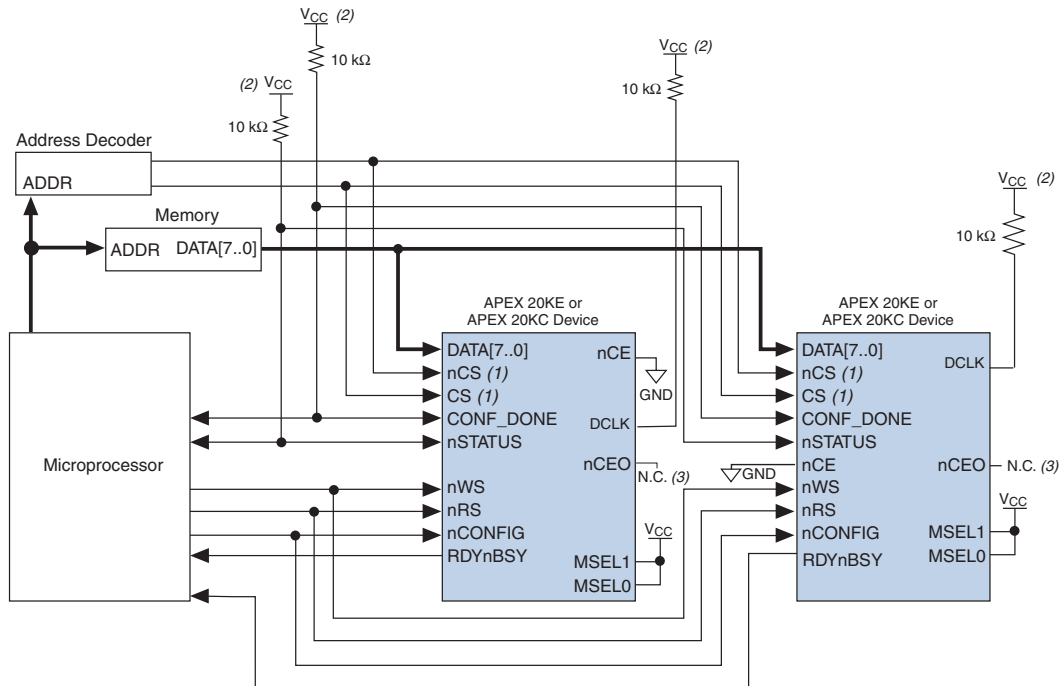 VCC (2)
10 kΩ
VCC (2)
10 kΩ
(2) VCC
10 kΩ
Address Decoder
ADDR
VCC (2)
10 kΩ
Memory
ADDR DATA[7..0]
Microprocessor
APEX 20KE or
APEX 20KC Device
DATA[7..0]
nCS (1)
CS (1)
CONF_DONE
nSTATUS
nWS
nRS
nCONFIG
RDYnBSY
nCE
GND
DCLK
nCEO
N.C. (3)
VCC
MSEL1
MSEL0
APEX 20KE or
APEX 20KC Device
DATA[7..0]
nCS (1)
CS (1)
CONF_DONE
nSTATUS
GND
nCE
nWS
nRS
nCONFIG
RDYnBSY
DCLK
nCEO
N.C. (3)
VCC
MSEL1
MSEL0